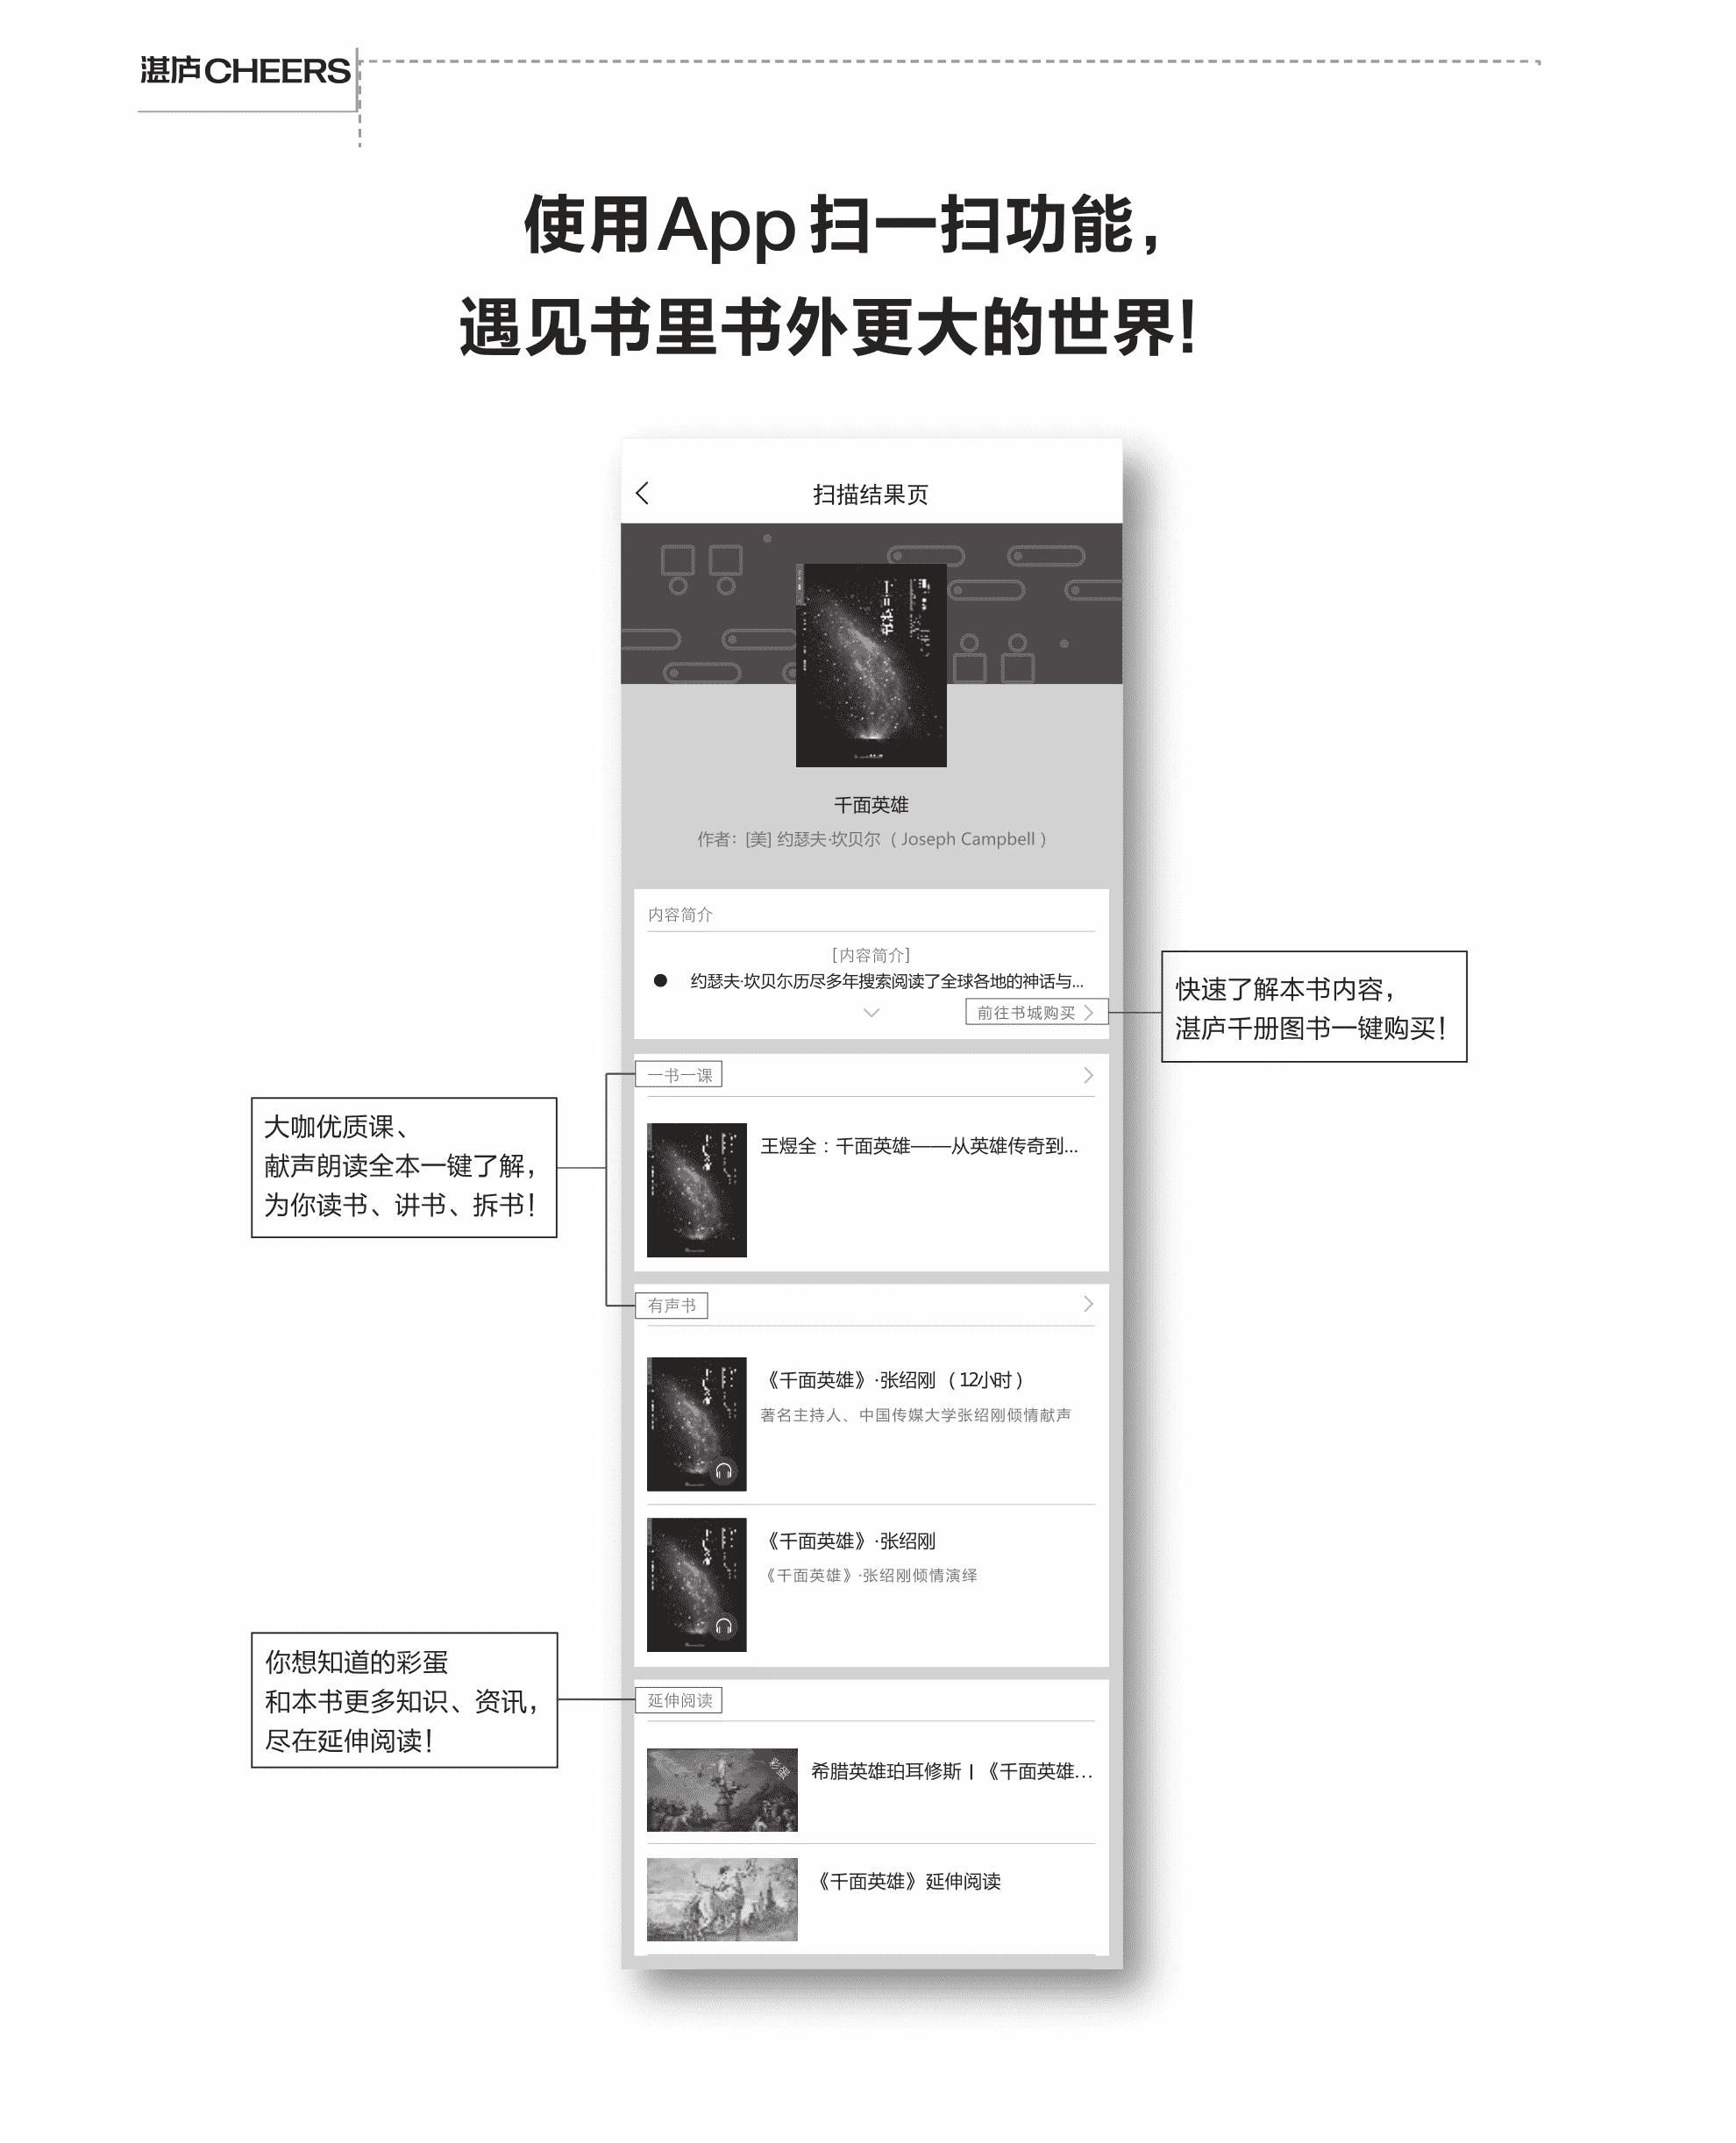 湛庐CHEERS
使用App扫一扫功能，
遇见书里书外更大的世界！
扫描结果页
千面英雄
作者：[美] 约瑟夫·坎贝尔（Joseph Campbell）
内容简介
[内容简介]
约瑟夫·坎贝尔历尽多年搜索阅读了全球各地的神话与...
前往书城购买
快速了解本书内容，
湛庐千册图书一键购买！
一书一课
王煜全：千面英雄——从英雄传奇到...
大咖优质课、
献声朗读全本一键了解，
为你读书、讲书、拆书！
有声书
《千面英雄》·张绍刚（12小时）
著名主持人、中国传媒大学张绍刚倾情献声
《千面英雄》·张绍刚
《千面英雄》·张绍刚倾情演绎
你想知道的彩蛋
和本书更多知识、资讯，
尽在延伸阅读！
延伸阅读
彩蛋
希腊英雄珀耳修斯 | 《千面英雄...
《千面英雄》延伸阅读